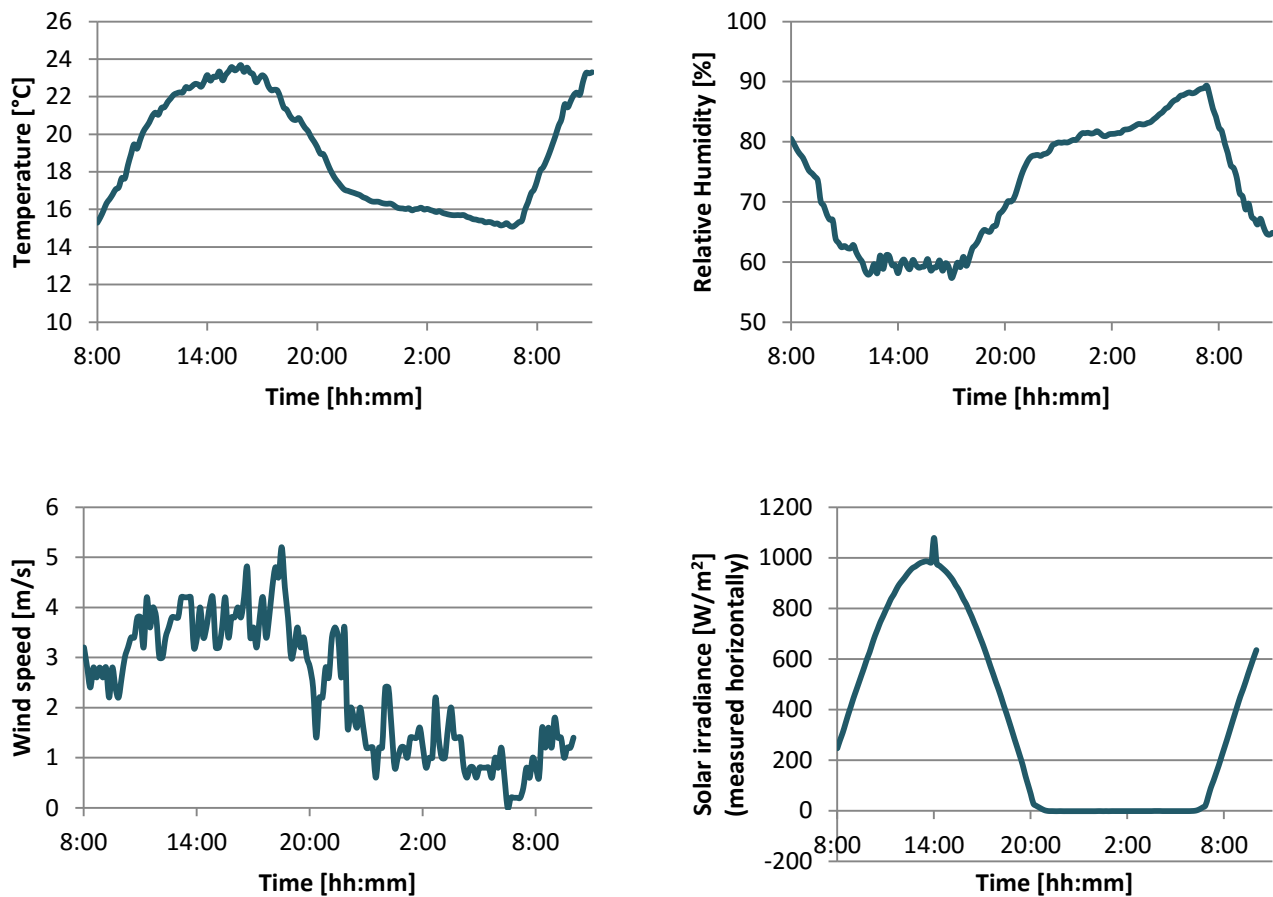 26
24
22
20
18
16
14
12
10
Temperature [°C]
8:00 14:00 20:00 2:00 8:00
Time [hh:mm]
100
90
80
70
60
50
Relative Humidity [%]
8:00 14:00 20:00 2:00 8:00
Time [hh:mm]
6
5
4
3
2
1
0
Wind speed [m/s]
8:00 14:00 20:00 2:00 8:00
Time [hh:mm]
1200
1000
800
600
400
200
0
-200
Solar irradiance [W/m²]
(measured horizontally)
8:00 14:00 20:00 2:00 8:00
Time [hh:mm]